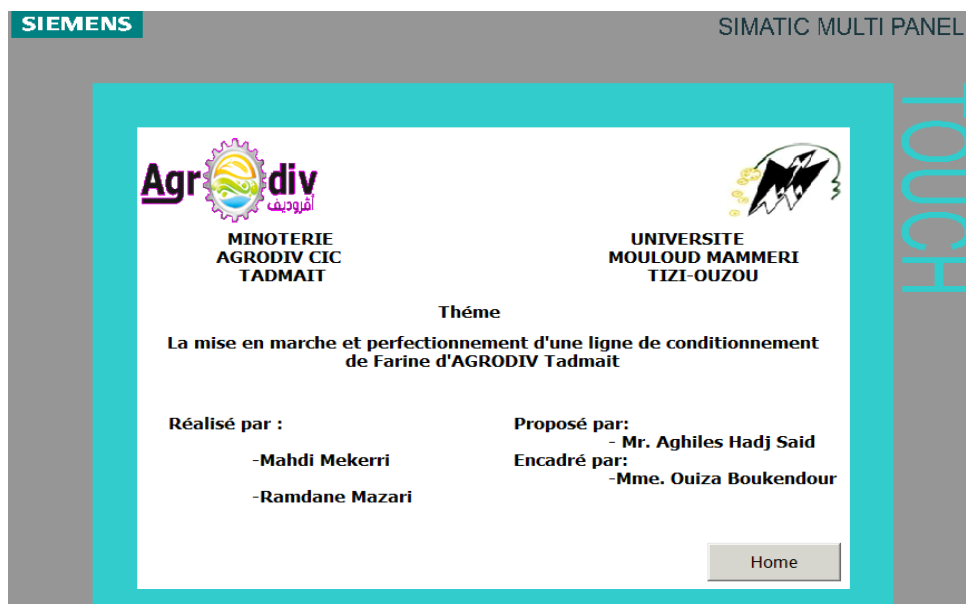 SIEMENS
SIMATIC MULTI PANEL
TOUCH
Agrodiv
أڨروديف
MINOTERIE
AGRODIV CIC
TADMAIT
UNIVERSITE
MOULOUD MAMMERI
TIZI-OUZOU
Théme
La mise en marche et perfectionnement d'une ligne de conditionnement
de Farine d'AGRODIV Tadmait
Réalisé par :
-Mahdi Mekerri
-Ramdane Mazari
Proposé par:
- Mr. Aghiles Hadj Said
Encadré par:
-Mme. Ouiza Boukendour
Home